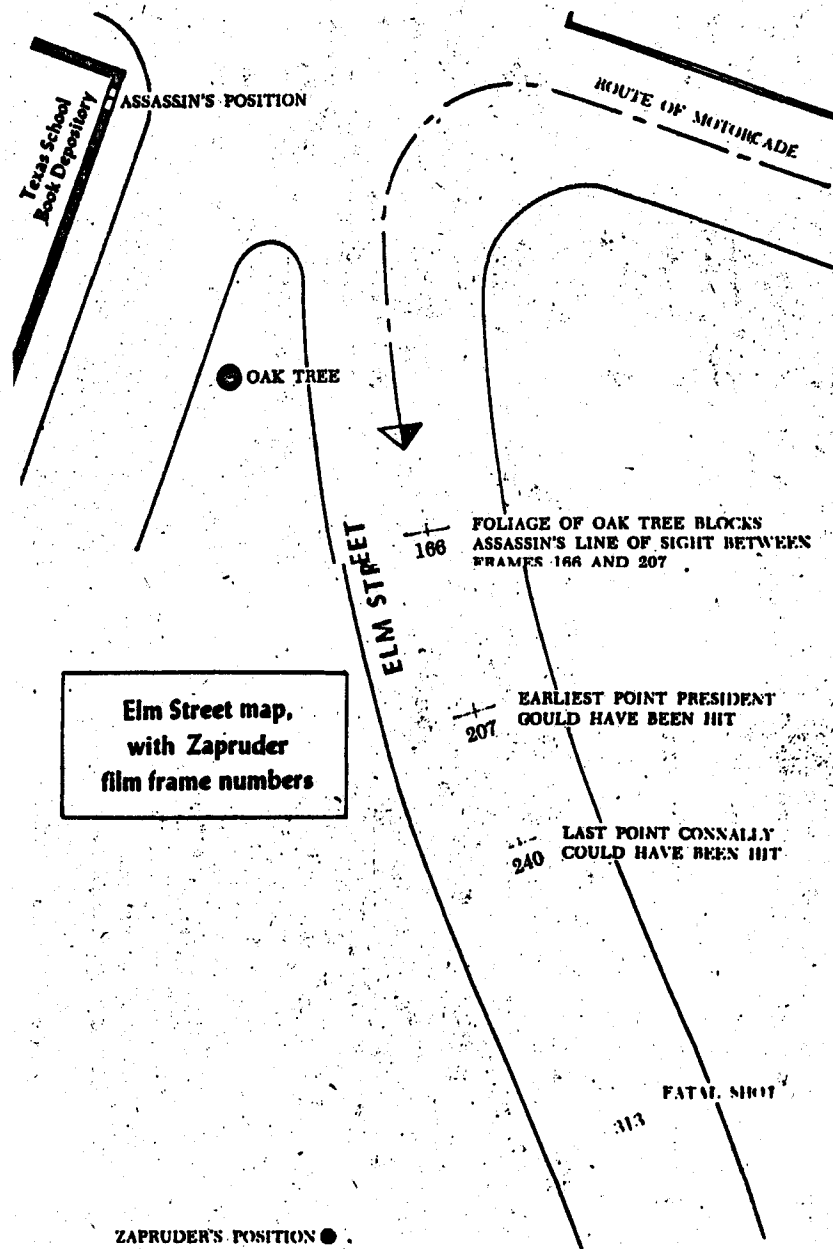 ASSASSIN'S POSITION
Texas School
Book Depository
ROUTE OF MOTORCADE
OAK TREE
166
FOLIAGE OF OAK TREE BLOCKS
ASSASSIN'S LINE OF SIGHT BETWEEN
FRAMES 166 AND 207
ELM STREET
207
EARLIEST POINT PRESIDENT
COULD HAVE BEEN HIT
Elm Street map,
with Zapruder
film frame numbers
240
LAST POINT CONNALLY
COULD HAVE BEEN HIT
FATAL SHOT
313
ZAPRUDER'S POSITION